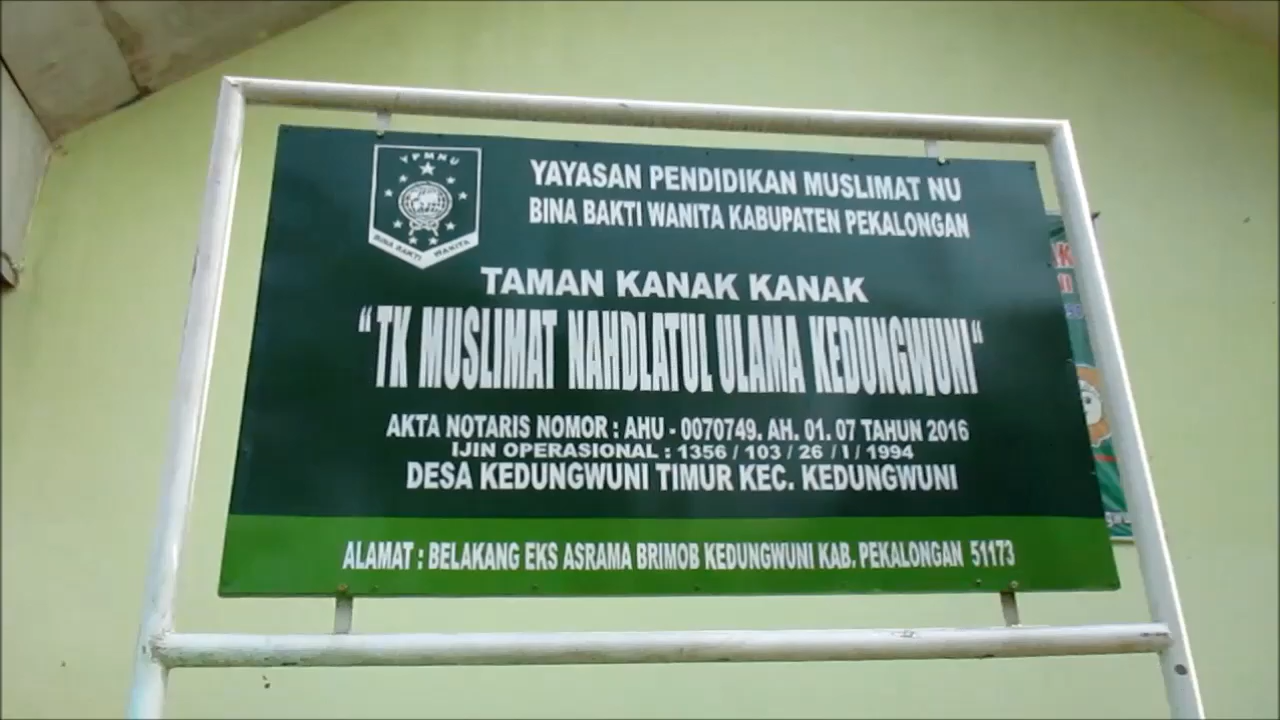 YPMNU
BINA BAKTI WANITA
YAYASAN PENDIDIKAN MUSLIMAT NU
BINA BAKTI WANITA KABUPATEN PEKALONGAN
TAMAN KANAK KANAK
“TK MUSLIMAT NAHDLATUL ULAMA KEDUNGWUNI“
AKTA NOTARIS NOMOR : AHU - 0070749. AH. 01. 07 TAHUN 2016
IJIN OPERASIONAL : 1356 / 103 / 26 / I / 1994
DESA KEDUNGWUNI TIMUR KEC. KEDUNGWUNI
ALAMAT : BELAKANG EKS ASRAMA BRIMOB KEDUNGWUNI KAB. PEKALONGAN 51173